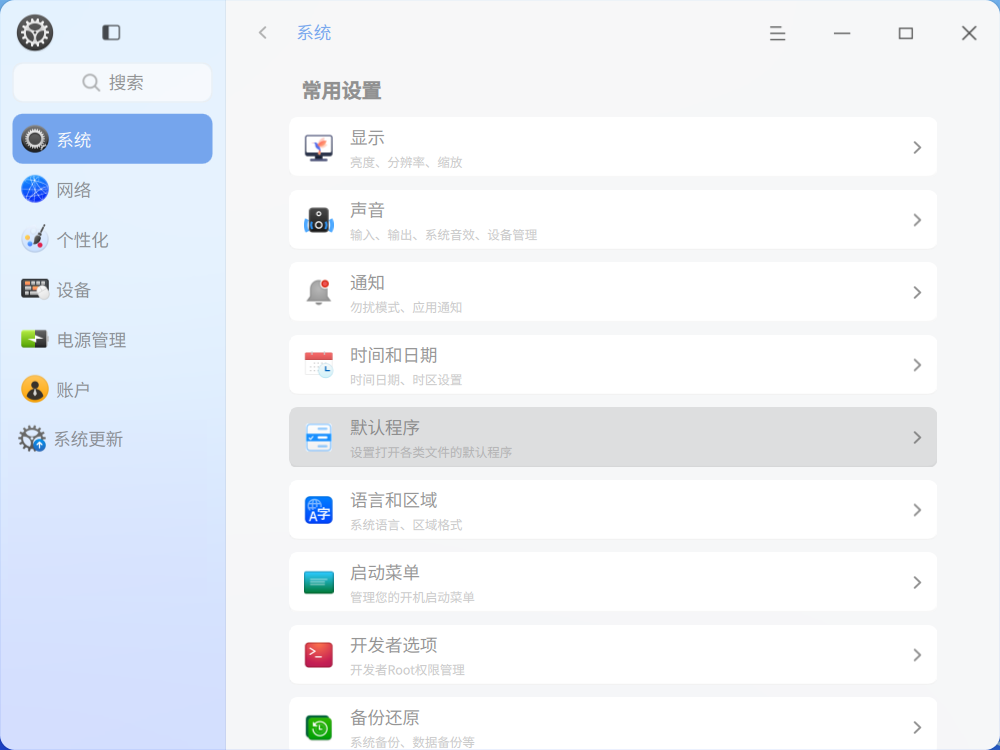 系统
搜索
系统
网络
个性化
设备
电源管理
账户
系统更新
常用设置
显示
亮度、分辨率、缩放
声音
输入、输出、系统音效、设备管理
通知
勿扰模式、应用通知
时间和日期
时间日期、时区设置
默认程序
设置打开各类文件的默认程序
语言和区域
系统语言、区域格式
启动菜单
管理您的开机启动菜单
开发者选项
开发者Root权限管理
备份还原
系统备份、数据备份等